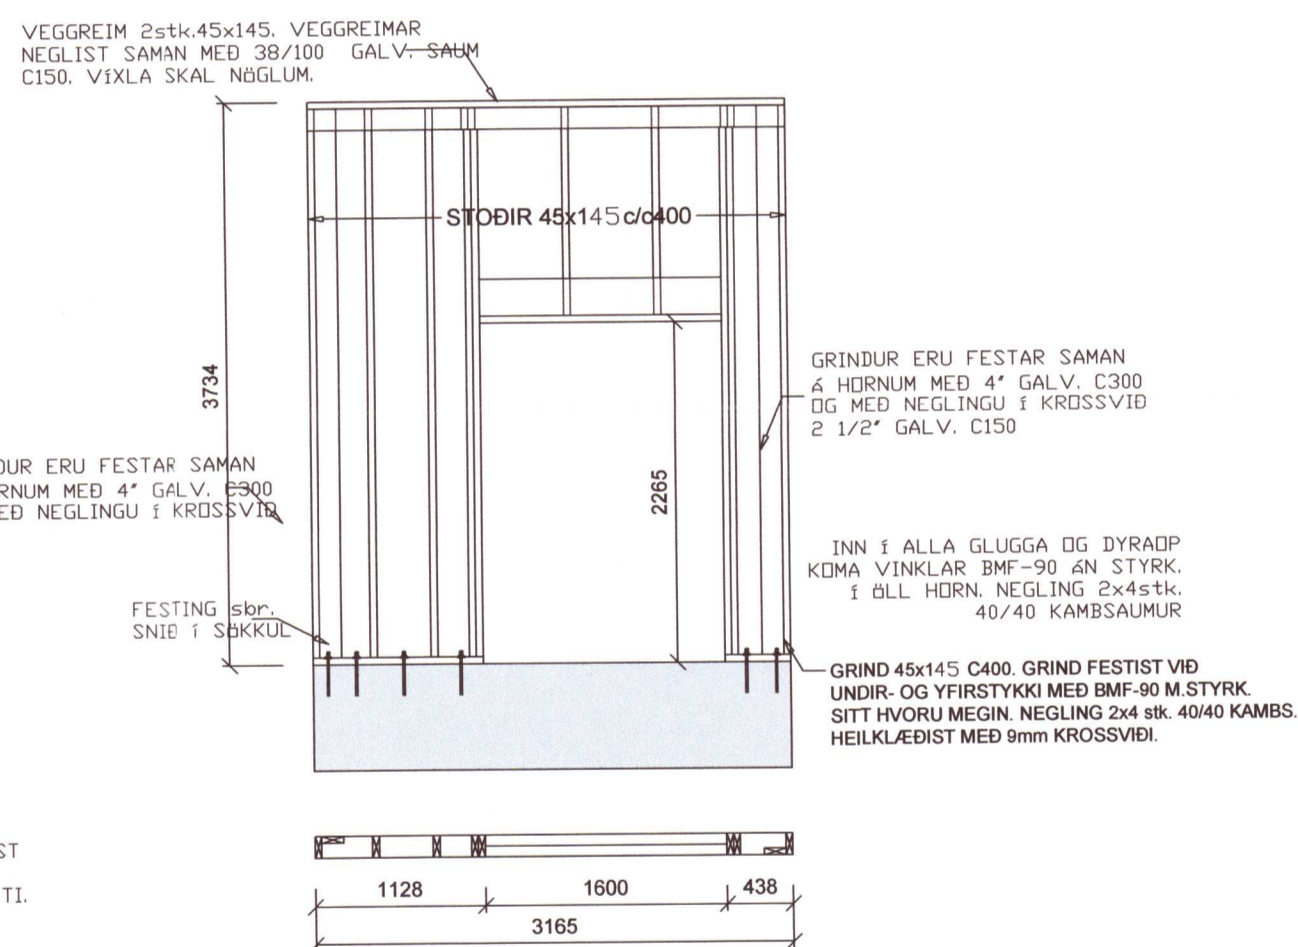 VEGGREIM 2stk.45x145. VEGGREIMAR
NEGLIST SAMAN MEÐ 38/100 GALV. SAUM
C150. VÍXLA SKAL NÖGLUM.
STOÐIR 45x145 c/c400
3734
GRINDUR ERU FESTAR SAMAN
Á HORNUM MEÐ 4" GALV. C300
OG MEÐ NEGLINGU Í KROSSVIÐ
2 1/2" GALV. C150
DUR ERU FESTAR SAMAN
RNUM MEÐ 4" GALV. C300
EÐ NEGLINGU Í KROSSVIÐ
2265
INN Í ALLA GLUGGA OG DYRAOP
KOMA VINKLAR BMF-90 ÁN STYRK.
Í ÖLL HORN. NEGLING 2x4stk.
40/40 KAMBSAUMUR
FESTING sbr.
SNIÐ Í SÖKKUL
GRIND 45x145 C400. GRIND FESTIST VIÐ
UNDIR- OG YFIRSTYKKI MEÐ BMF-90 M.STYRK.
SITT HVORU MEGIN. NEGLING 2x4 stk. 40/40 KAMBS.
HEILKLÆÐIST MEÐ 9mm KROSSVIÐI.
ST
TI.
1128
1600
438
3165